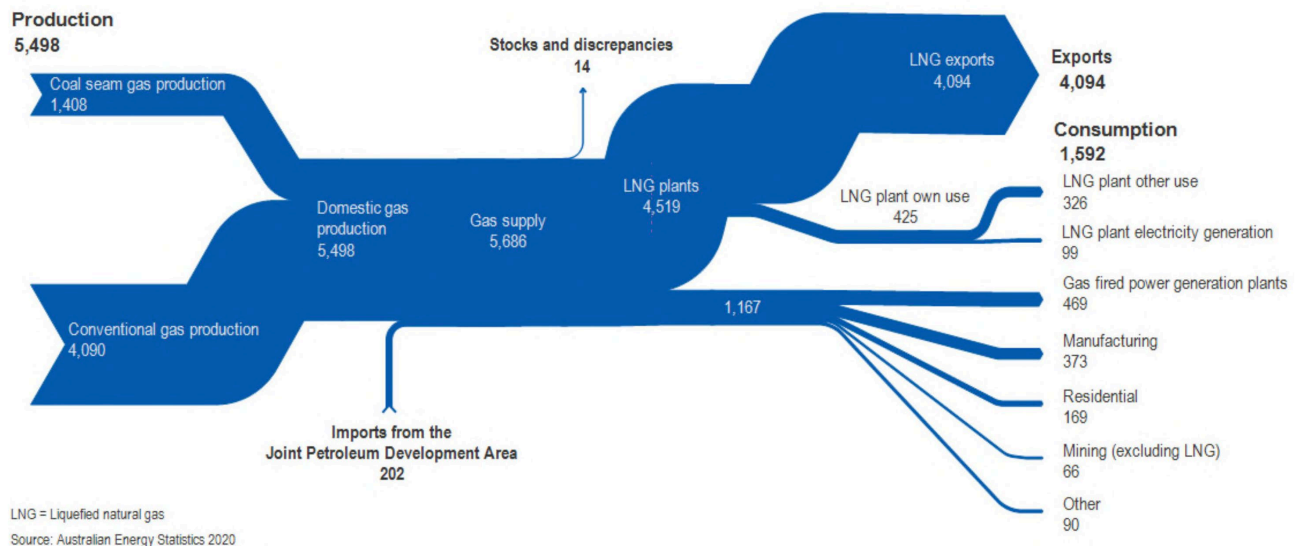 Production
5,498
Coal seam gas production
1,408
Conventional gas production
4,090
Domestic gas
production
5,498
Imports from the
Joint Petroleum Development Area
202
Gas supply
5,686
Stocks and discrepancies
14
LNG plants
4,519
1,167
LNG exports
4,094
LNG plant own use
425
Exports
4,094
Consumption
1,592
LNG plant other use
326
LNG plant electricity generation
99
Gas fired power generation plants
469
Manufacturing
373
Residential
169
Mining (excluding LNG)
66
Other
90
LNG = Liquefied natural gas
Source: Australian Energy Statistics 2020